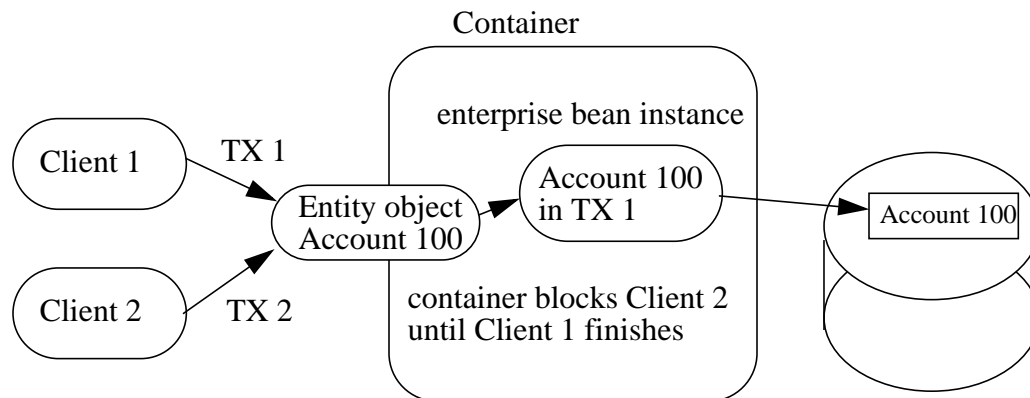 Container
enterprise bean instance
Client 1
TX 1
Entity object
Account 100
Account 100
in TX 1
Account 100
Client 2
TX 2
container blocks Client 2
until Client 1 finishes